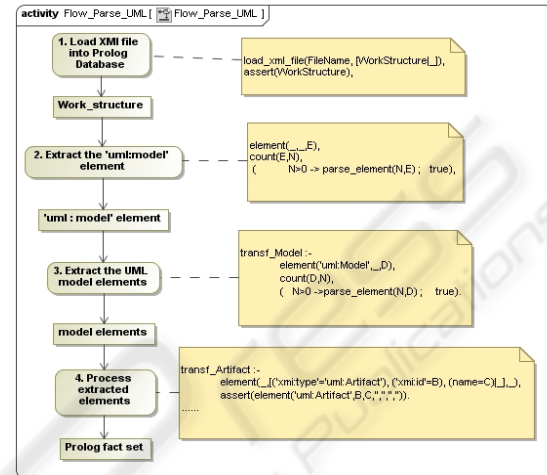 activity Flow_Parse_UML [ Flow_Parse_UML ]
1. Load XMI file
into Prolog
Database
load_xml_file(FileName, [WorkStructure|_]),
assert(WorkStructure),
Work_structure
2. Extract the 'uml:model'
element
element(_,_,E),
count(E,N),
( N>0 -> parse_element(N,E) ; true),
'uml : model' element
3. Extract the UML
model elements
transf_Model :-
element('uml:Model',_,D),
count(D,N),
( N>0 ->parse_element(N,D) ; true).
model elements
4. Process
extracted
elements
transf_Artifact :-
element(_,[('xmi:type'='uml:Artifact'), ('xmi:id'=B), (name=C)|_],_),
assert(element('uml:Artifact',B,C,'','','','')).
......
Prolog fact set